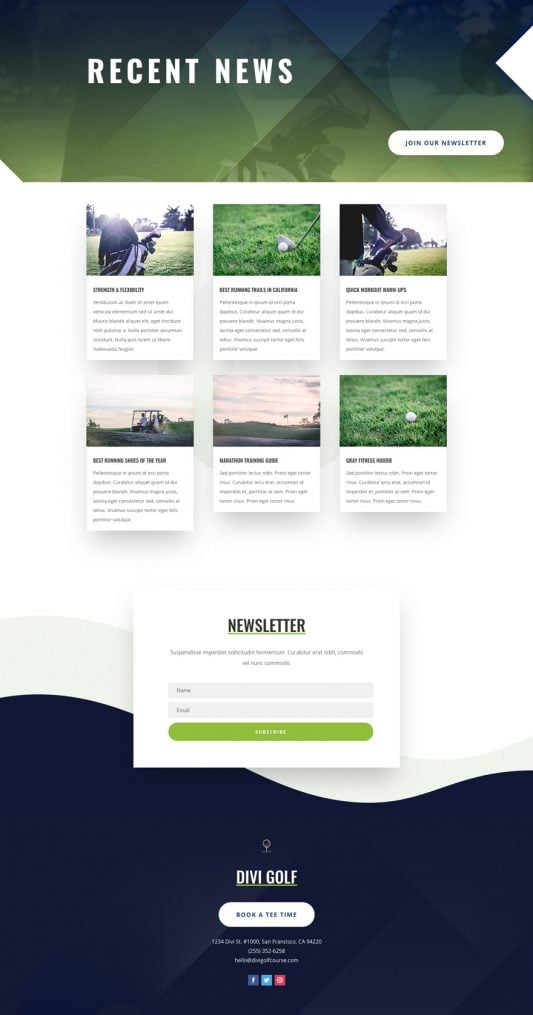 RECENT NEWS
JOIN OUR NEWSLETTER
STRENGTH & FLEXIBILITY
Vestibulum ac diam sit amet quam
vehicula elementum sed sit amet dui.
Mauris blandit aliquet elit, eget tincidunt
nibh pulvinar a. Nulla porttitor accumsan
tincidunt. Nulla quis lorem ut libero
malesuada feugiat.
BEST RUNNING TRAILS IN CALIFORNIA
Pellentesque in ipsum id orci porta
dapibus. Curabitur aliquet quam id dui
posuere blandit. Vivamus magna justo,
lacinia eget consectetur sed, convallis at
tellus. Vivamus suscipit tortor eget felis
porttitor volutpat.
QUICK WORKOUT WARM-UPS
Pellentesque in ipsum id orci porta
dapibus. Curabitur aliquet quam id dui
posuere blandit. Vivamus magna justo,
lacinia eget consectetur sed, convallis at
tellus. Vivamus suscipit tortor eget felis
porttitor volutpat.
BEST RUNNING SHOES OF THE YEAR
Pellentesque in ipsum id orci porta
dapibus. Curabitur aliquet quam id dui
posuere blandit. Vivamus magna justo,
lacinia eget consectetur sed, convallis at
tellus. Vivamus suscipit tortor eget felis
porttitor volutpat.
MARATHON TRAINING GUIDE
Sed porttitor lectus nibh. Proin eget tortor
risus. Curabitur arcu erat, accumsan id
imperdiet et, porttitor at sem. Proin eget
tortor risus. Proin eget tortor risus.
GRAY FITNESS HOODIE
Sed porttitor lectus nibh. Proin eget tortor
risus. Curabitur arcu erat, accumsan id
imperdiet et, porttitor at sem. Proin eget
tortor risus. Proin eget tortor risus.
NEWSLETTER
Suspendisse imperdiet sollicitudin fermentum. Curabitur erat nibh, commodo
vel nunc commodo.
Name
Email
SUBSCRIBE
DIVI GOLF
BOOK A TEE TIME
1234 Divi St. #1000, San Francisco, CA 94220
(255) 352-6258
hello@divigolfcourse.com